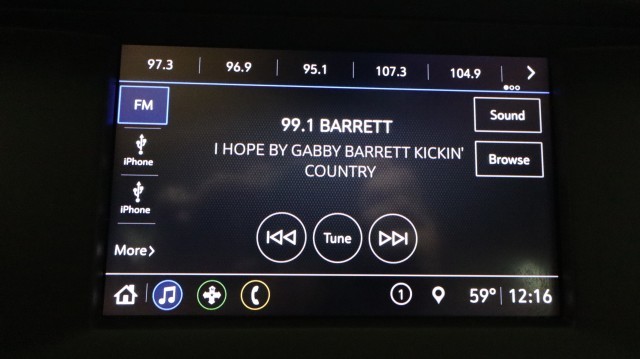 97.3 96.9 95.1 107.3 104.9
FM
99.1 BARRETT
Sound
I HOPE BY GABBY BARRETT KICKIN'
COUNTRY
Browse
iPhone
iPhone
Tune
More
1 59° 12:16